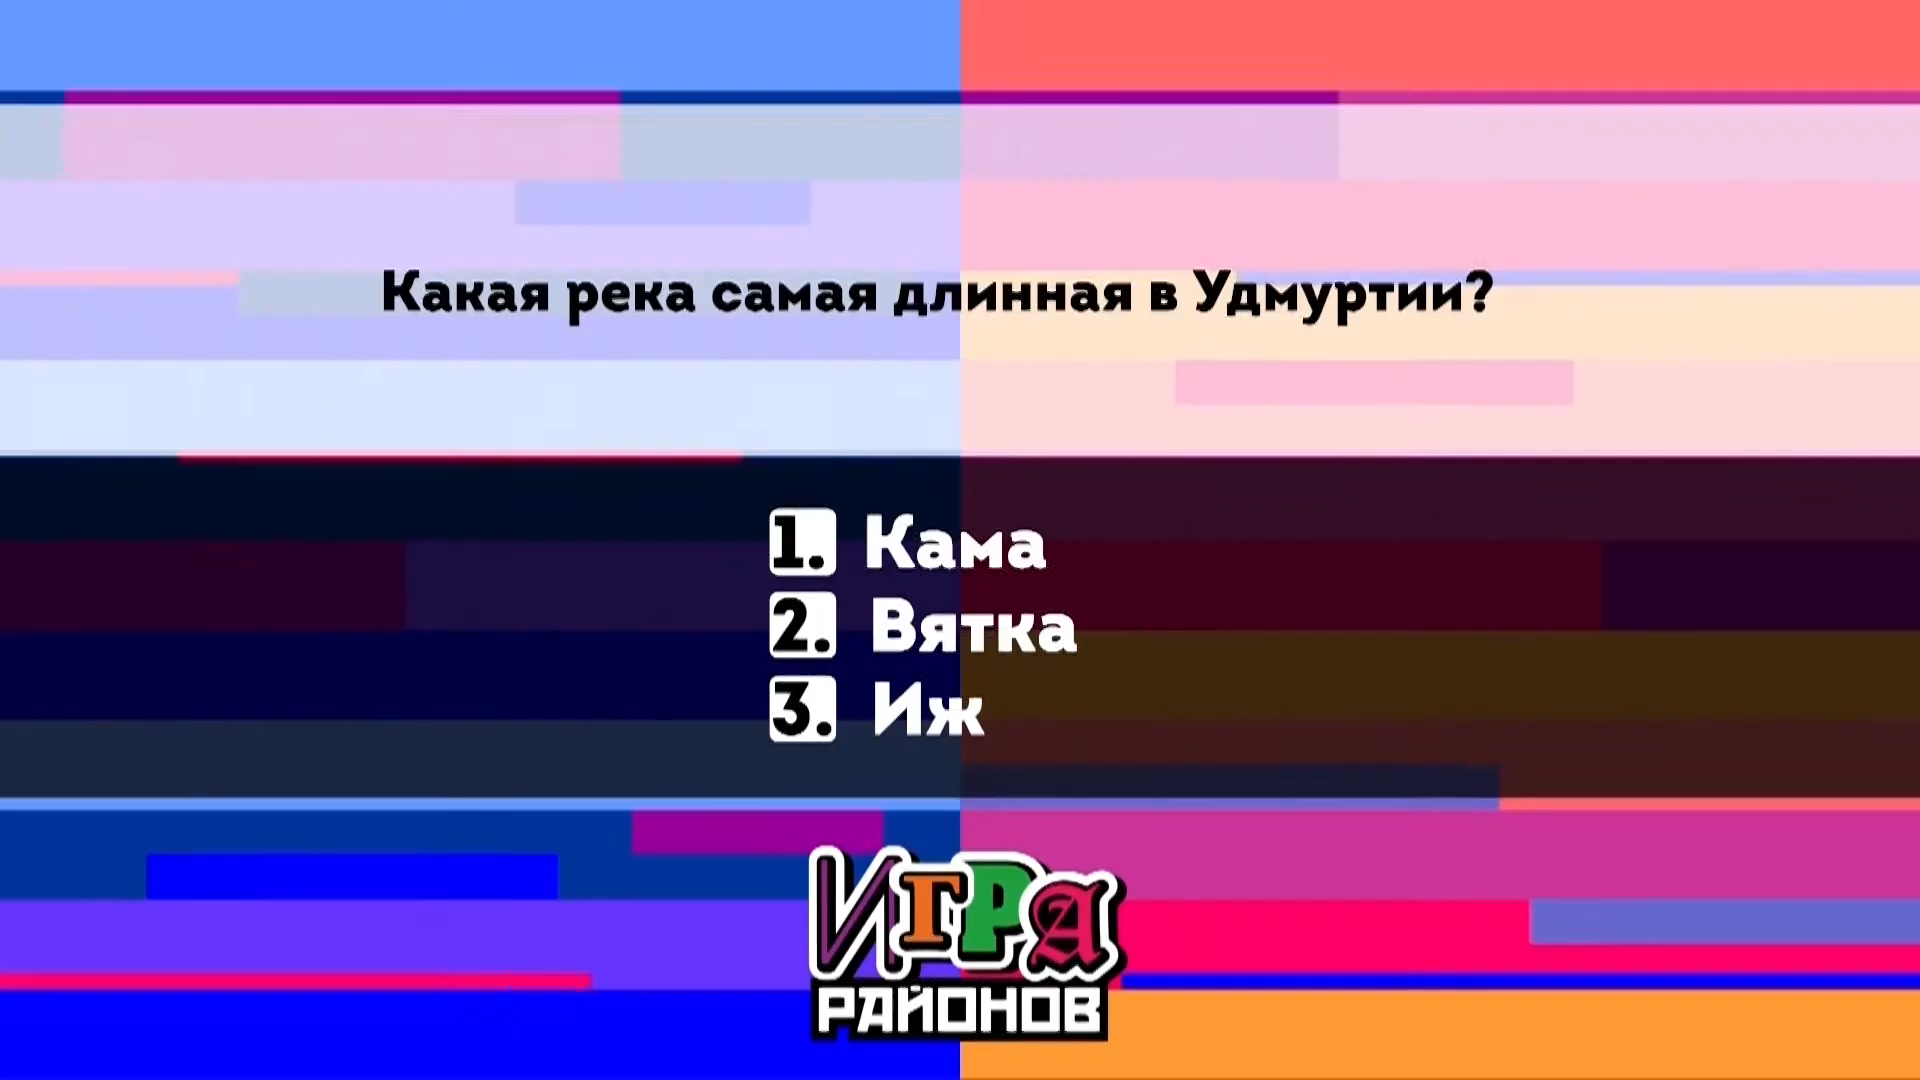 Какая река самая длинная в Удмуртии?
1. Кама
2. Вятка
3. Иж
ИГРА
РАЙОНОВ